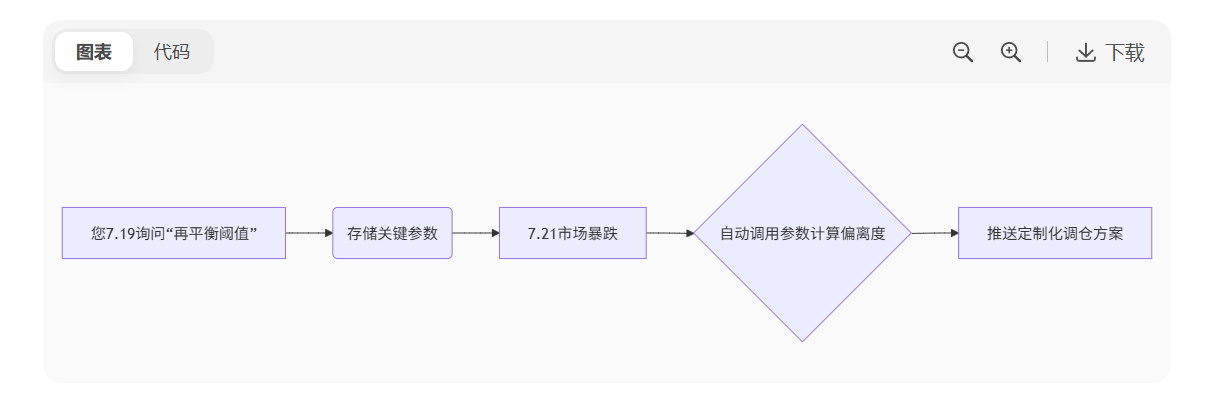 图表
代码
下载
您7.19询问“再平衡阈值”
存储关键参数
7.21市场暴跌
自动调用参数计算偏离度
推送定制化调仓方案